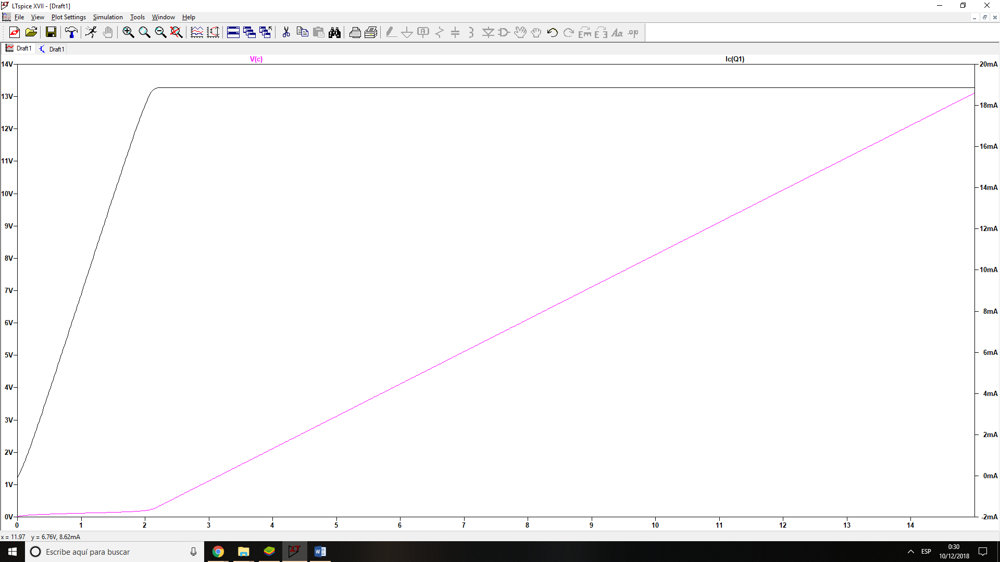 LTspice XVII - [Draft1]
File View Plot Settings Simulation Tools Window Help
Draft1 Draft1
V(c) Ic(Q1)
14V 20mA
13V 18mA
12V 16mA
11V 14mA
10V 12mA
9V 10mA
8V 8mA
7V 6mA
6V 4mA
5V 2mA
4V 0mA
3V -2mA
2V
1V
0V
0 1 2 3 4 5 6 7 8 9 10 11 12 13 14
x = 11.97 y = 6.76V, 8.62mA
Escribe aquí para buscar
ESP
0:30
10/12/2018